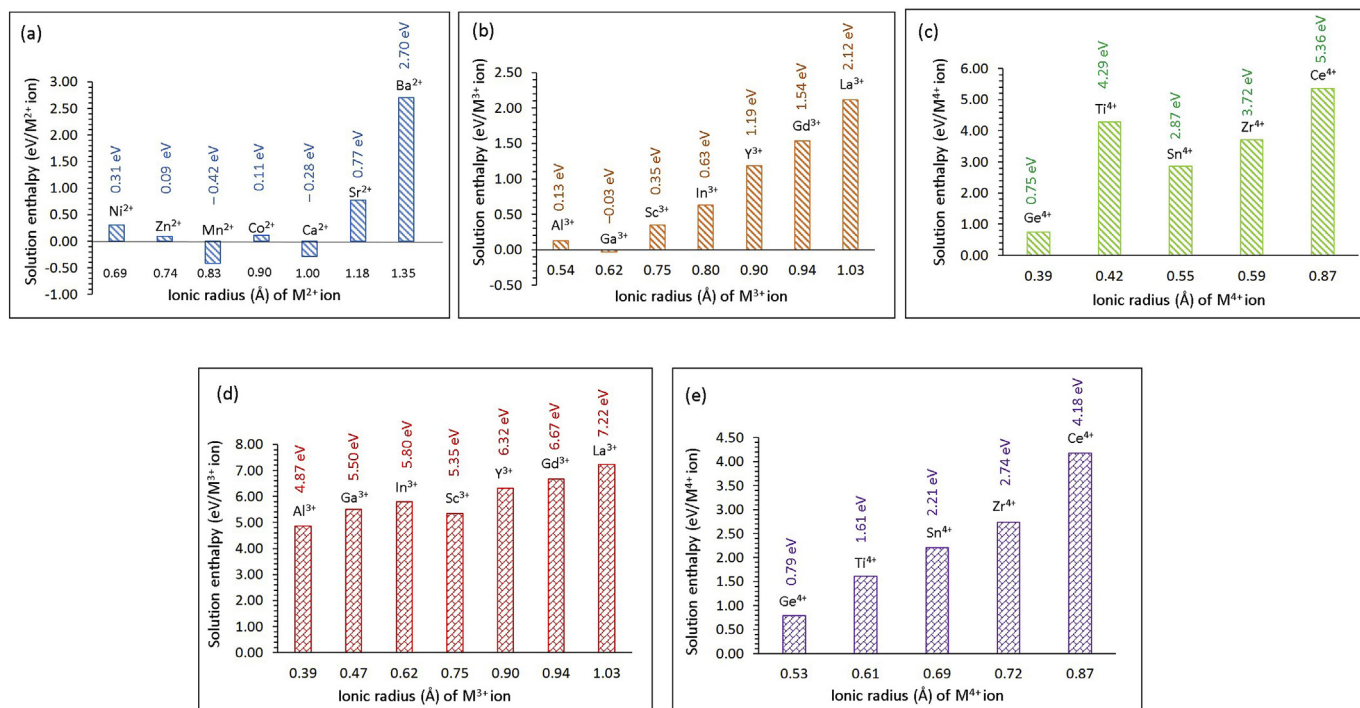 (a)
Solution enthalpy (eV/M²⁺ ion)
3.00
2.50
2.00
1.50
1.00
0.50
0.00
-0.50
-1.00
0.31 eV
0.09 eV
−0.42 eV
0.11 eV
−0.28 eV
0.77 eV
2.70 eV
Ni²⁺
Zn²⁺
Mn²⁺
Co²⁺
Ca²⁺
Sr²⁺
Ba²⁺
0.69 0.74 0.83 0.90 1.00 1.18 1.35
Ionic radius (Å) of M²⁺ ion
(b)
Solution enthalpy (eV/M³⁺ ion)
2.50
2.00
1.50
1.00
0.50
0.00
-0.50
0.13 eV
−0.03 eV
0.35 eV
0.63 eV
1.19 eV
1.54 eV
2.12 eV
Al³⁺
Ga³⁺
Sc³⁺
In³⁺
Y³⁺
Gd³⁺
La³⁺
0.54 0.62 0.75 0.80 0.90 0.94 1.03
Ionic radius (Å) of M³⁺ ion
(c)
Solution enthalpy (eV/M⁴⁺ ion)
6.00
5.00
4.00
3.00
2.00
1.00
0.00
0.75 eV
4.29 eV
2.87 eV
3.72 eV
5.36 eV
Ge⁴⁺
Ti⁴⁺
Sn⁴⁺
Zr⁴⁺
Ce⁴⁺
0.39 0.42 0.55 0.59 0.87
Ionic radius (Å) of M⁴⁺ ion
(d)
Solution enthalpy (eV/M³⁺ ion)
8.00
7.00
6.00
5.00
4.00
3.00
2.00
1.00
0.00
4.87 eV
5.50 eV
5.80 eV
5.35 eV
6.32 eV
6.67 eV
7.22 eV
Al³⁺
Ga³⁺
In³⁺
Sc³⁺
Y³⁺
Gd³⁺
La³⁺
0.39 0.47 0.62 0.75 0.90 0.94 1.03
Ionic radius (Å) of M³⁺ ion
(e)
Solution enthalpy (eV/M⁴⁺ ion)
4.50
4.00
3.50
3.00
2.50
2.00
1.50
1.00
0.50
0.00
0.79 eV
1.61 eV
2.21 eV
2.74 eV
4.18 eV
Ge⁴⁺
Ti⁴⁺
Sn⁴⁺
Zr⁴⁺
Ce⁴⁺
0.53 0.61 0.69 0.72 0.87
Ionic radius (Å) of M⁴⁺ ion